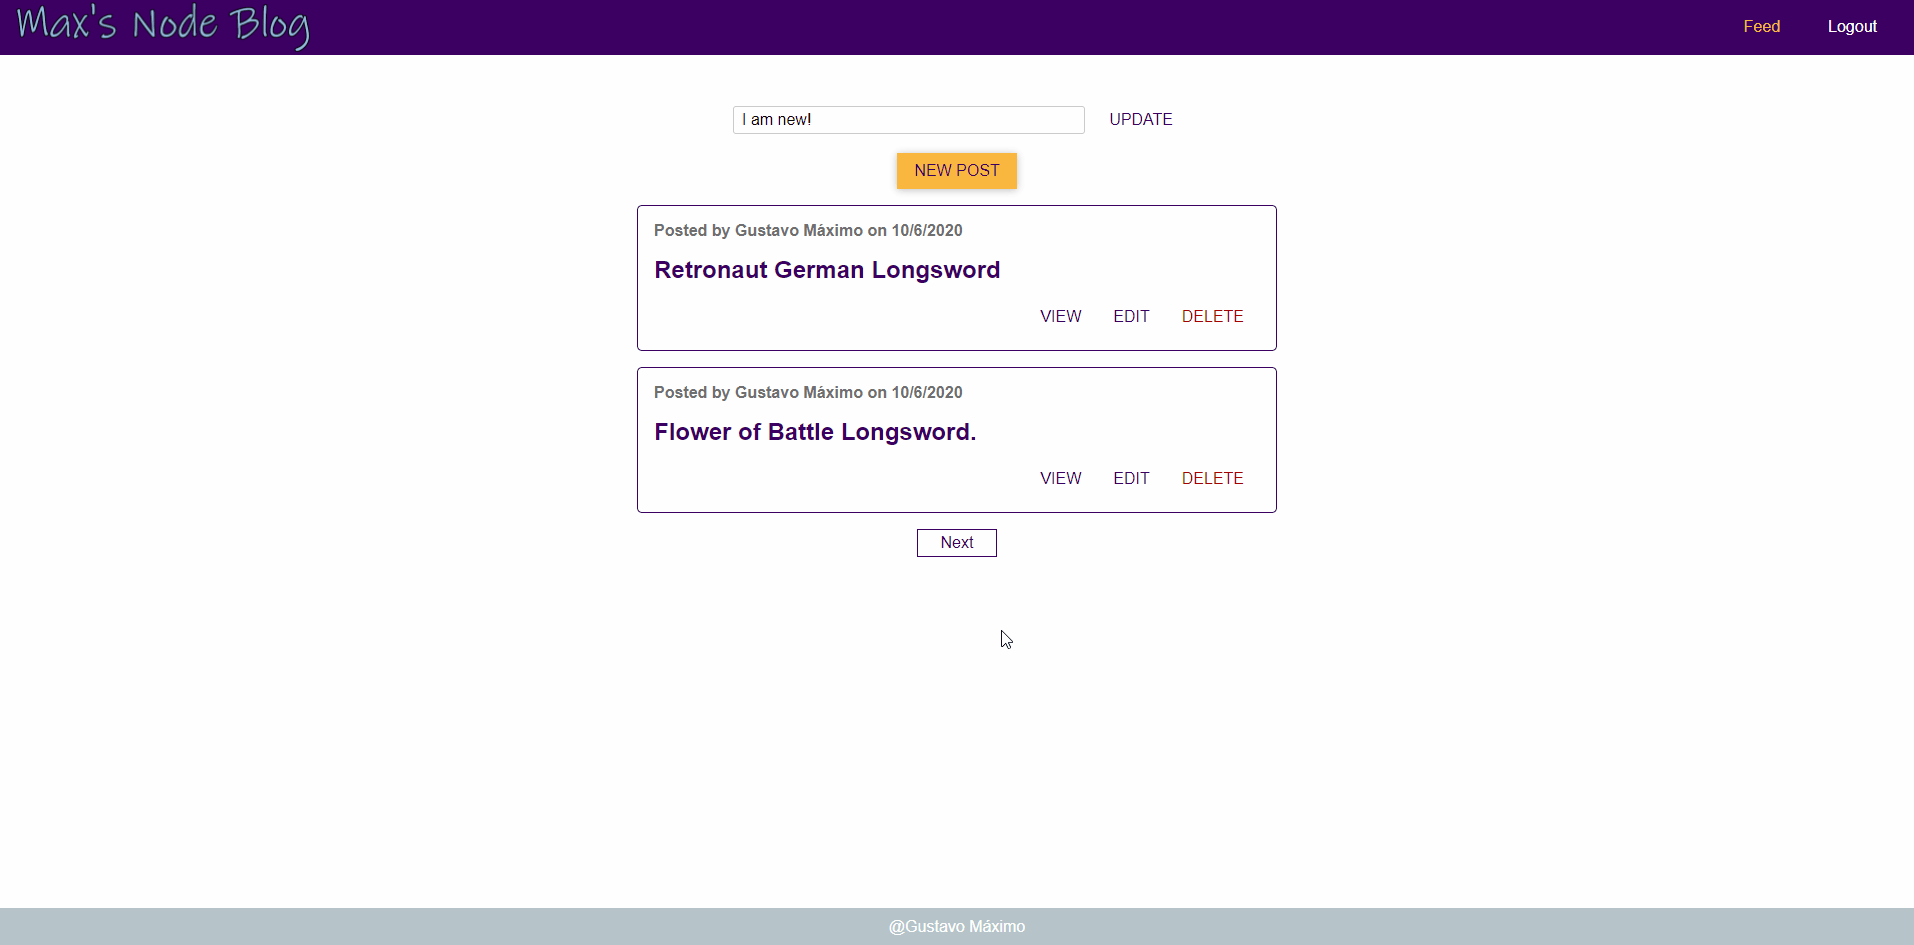 Max's Node Blog
Feed
Logout
I am new!
UPDATE
NEW POST
Posted by Gustavo Máximo on 10/6/2020
Retronaut German Longsword
VIEW EDIT DELETE
Posted by Gustavo Máximo on 10/6/2020
Flower of Battle Longsword.
VIEW EDIT DELETE
Next
@Gustavo Máximo